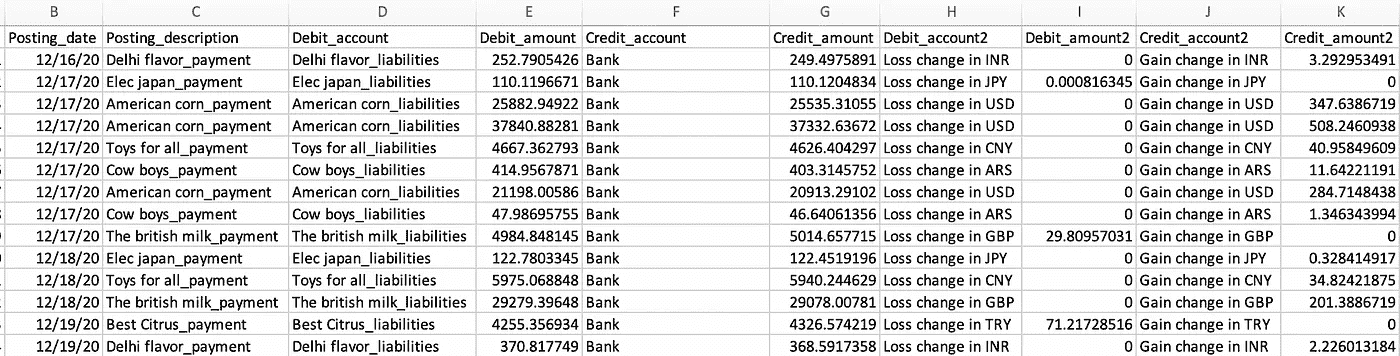 B C D E F G H I J K
Posting_date Posting_description Debit_account Debit_amount Credit_account Credit_amount Debit_account2 Debit_amount2 Credit_account2 Credit_amount2
12/16/20 Delhi flavor_payment Delhi flavor_liabilities 252.7905426 Bank 249.4975891 Loss change in INR 0 Gain change in INR 3.292953491
12/17/20 Elec japan_payment Elec japan_liabilities 110.1196671 Bank 110.1204834 Loss change in JPY 0.000816345 Gain change in JPY 0
12/17/20 American corn_payment American corn_liabilities 25882.94922 Bank 25535.31055 Loss change in USD 0 Gain change in USD 347.6386719
12/17/20 American corn_payment American corn_liabilities 37840.88281 Bank 37332.63672 Loss change in USD 0 Gain change in USD 508.2460938
12/17/20 Toys for all_payment Toys for all_liabilities 4667.362793 Bank 4626.404297 Loss change in CNY 0 Gain change in CNY 40.95849609
12/17/20 Cow boys_payment Cow boys_liabilities 414.9567871 Bank 403.3145752 Loss change in ARS 0 Gain change in ARS 11.64221191
12/17/20 American corn_payment American corn_liabilities 21198.00586 Bank 20913.29102 Loss change in USD 0 Gain change in USD 284.7148438
12/17/20 Cow boys_payment Cow boys_liabilities 47.98695755 Bank 46.64061356 Loss change in ARS 0 Gain change in ARS 1.346343994
12/17/20 The british milk_payment The british milk_liabilities 4984.848145 Bank 5014.657715 Loss change in GBP 29.80957031 Gain change in GBP 0
12/18/20 Elec japan_payment Elec japan_liabilities 122.7803345 Bank 122.4519196 Loss change in JPY 0 Gain change in JPY 0.328414917
12/18/20 Toys for all_payment Toys for all_liabilities 5975.068848 Bank 5940.244629 Loss change in CNY 0 Gain change in CNY 34.82421875
12/18/20 The british milk_payment The british milk_liabilities 29279.39648 Bank 29078.00781 Loss change in GBP 0 Gain change in GBP 201.3886719
12/19/20 Best Citrus_payment Best Citrus_liabilities 4255.356934 Bank 4326.574219 Loss change in TRY 71.21728516 Gain change in TRY 0
12/19/20 Delhi flavor_payment Delhi flavor_liabilities 370.817749 Bank 368.5917358 Loss change in INR 0 Gain change in INR 2.226013184